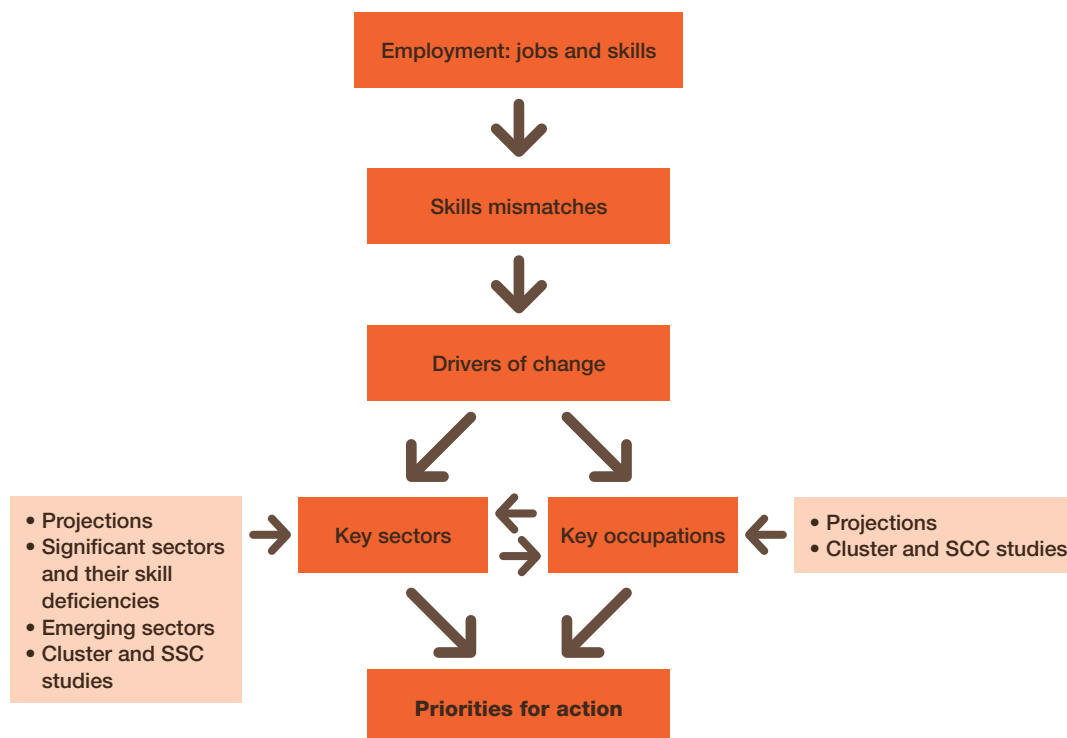 Employment: jobs and skills
Skills mismatches
Drivers of change
• Projections
• Significant sectors
and their skill
deficiencies
• Emerging sectors
• Cluster and SSC
studies
Key sectors
Key occupations
• Projections
• Cluster and SCC studies
Priorities for action